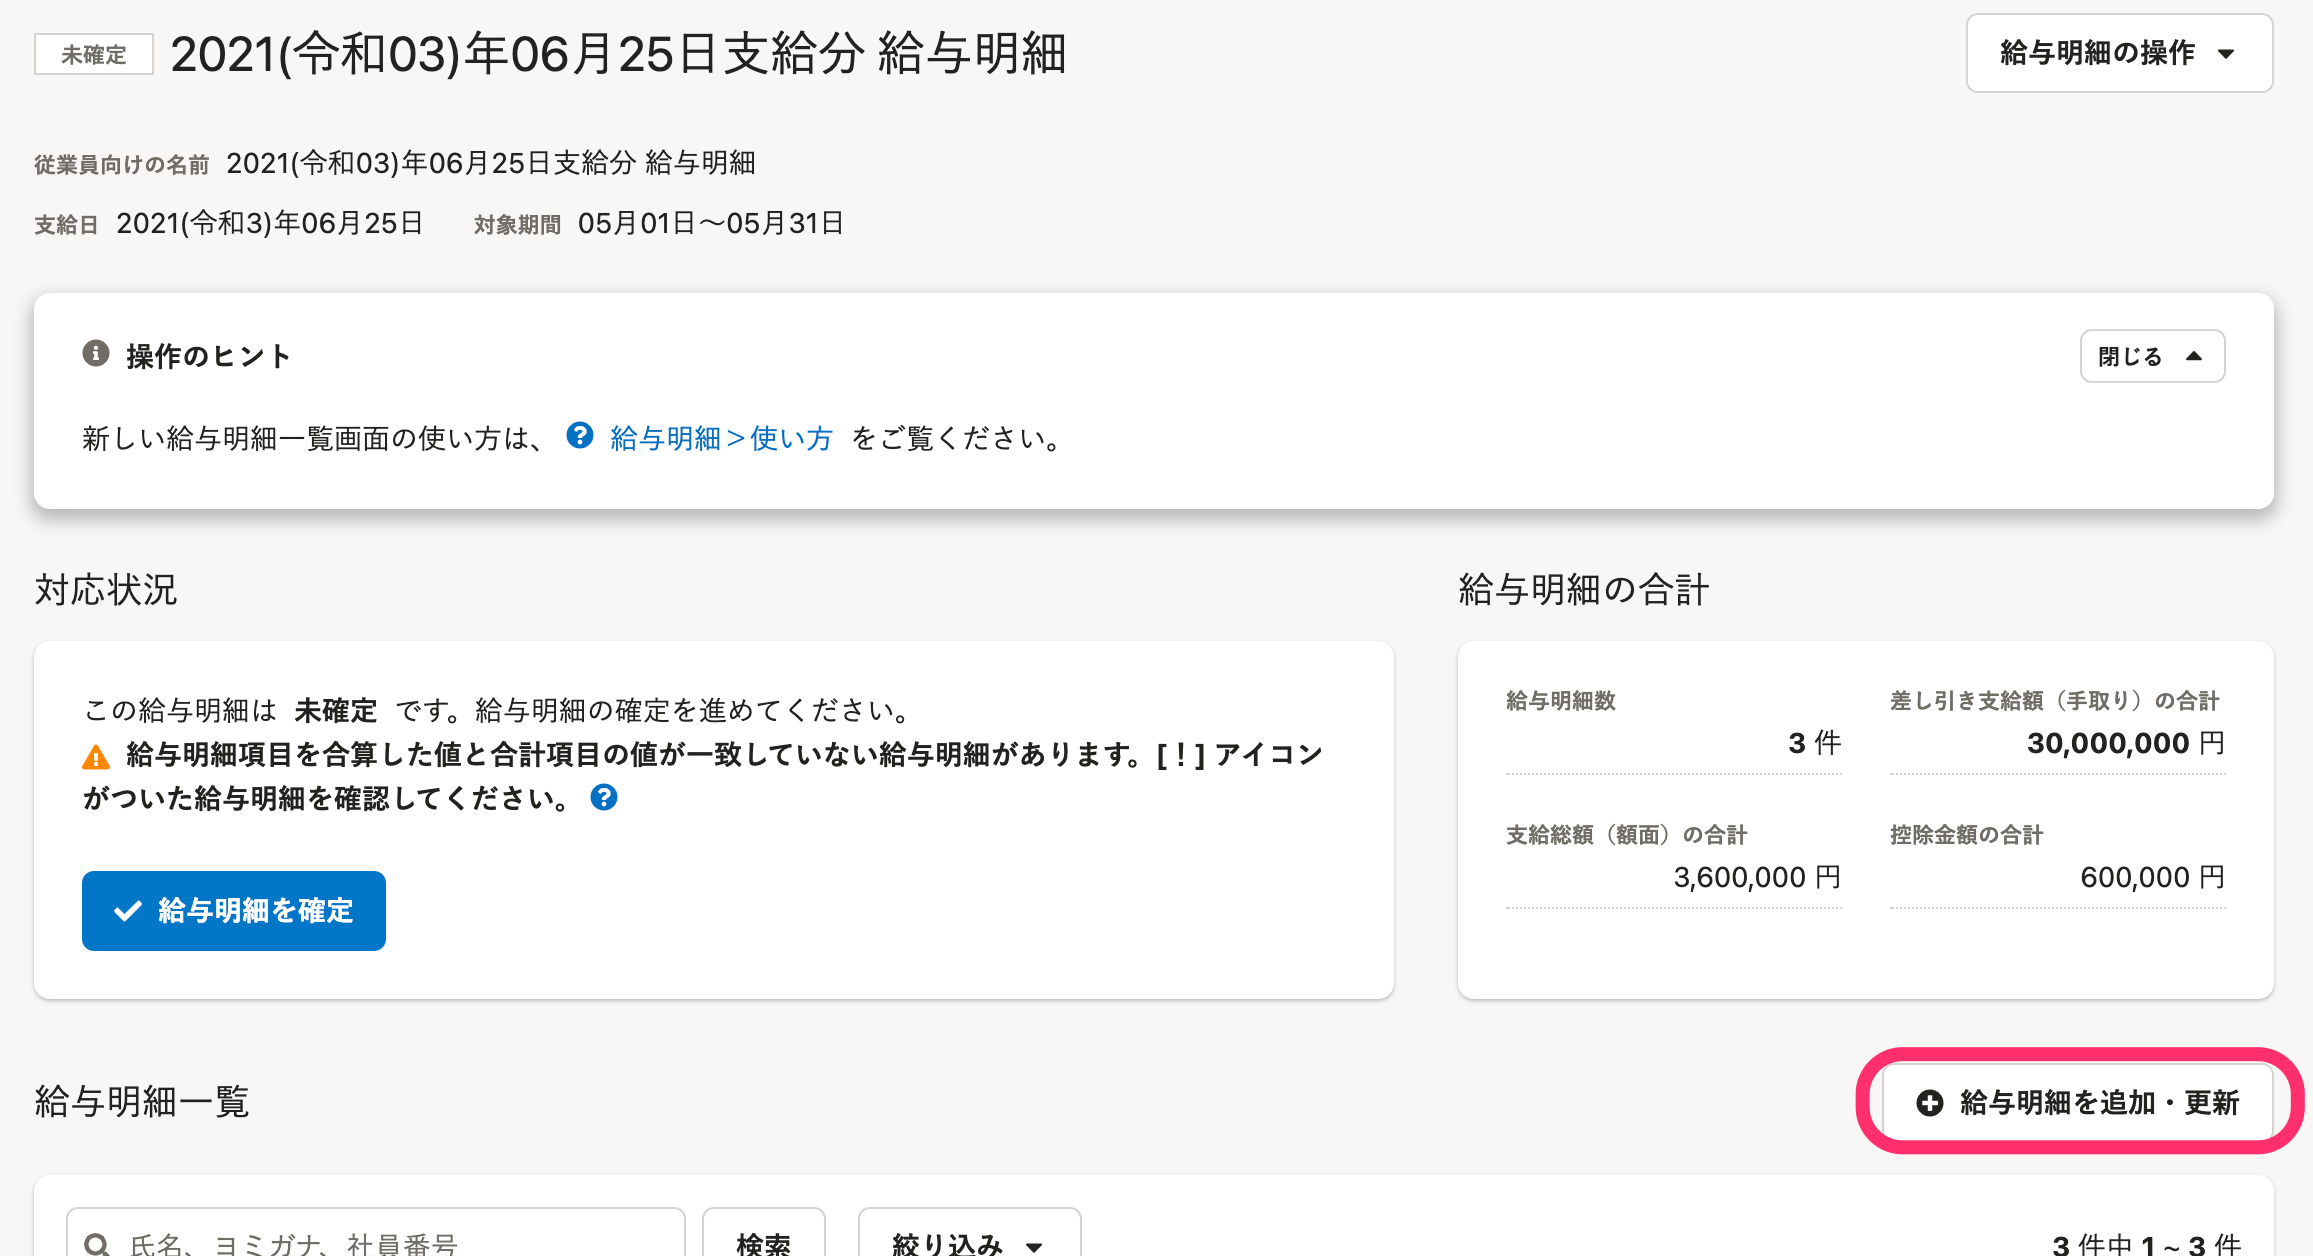 未確定 2021(令和03)年06月25日支給分 給与明細
給与明細の操作
従業員向けの名前 2021(令和03)年06月25日支給分 給与明細
支給日 2021(令和3)年06月25日 対象期間 05月01日〜05月31日
操作のヒント
閉じる
新しい給与明細一覧画面の使い方は、 給与明細＞使い方 をご覧ください。
対応状況
この給与明細は 未確定 です。給与明細の確定を進めてください。
給与明細項目を合算した値と合計項目の値が一致していない給与明細があります。[ ! ] アイコン
がついた給与明細を確認してください。
給与明細を確定
給与明細の合計
給与明細数
3 件
差し引き支給額（手取り）の合計
30,000,000 円
支給総額（額面）の合計
3,600,000 円
控除金額の合計
600,000 円
給与明細一覧
給与明細を追加・更新
氏名、ヨミガナ、社員番号
検索
絞り込み
3 件中 1 ~ 3 件